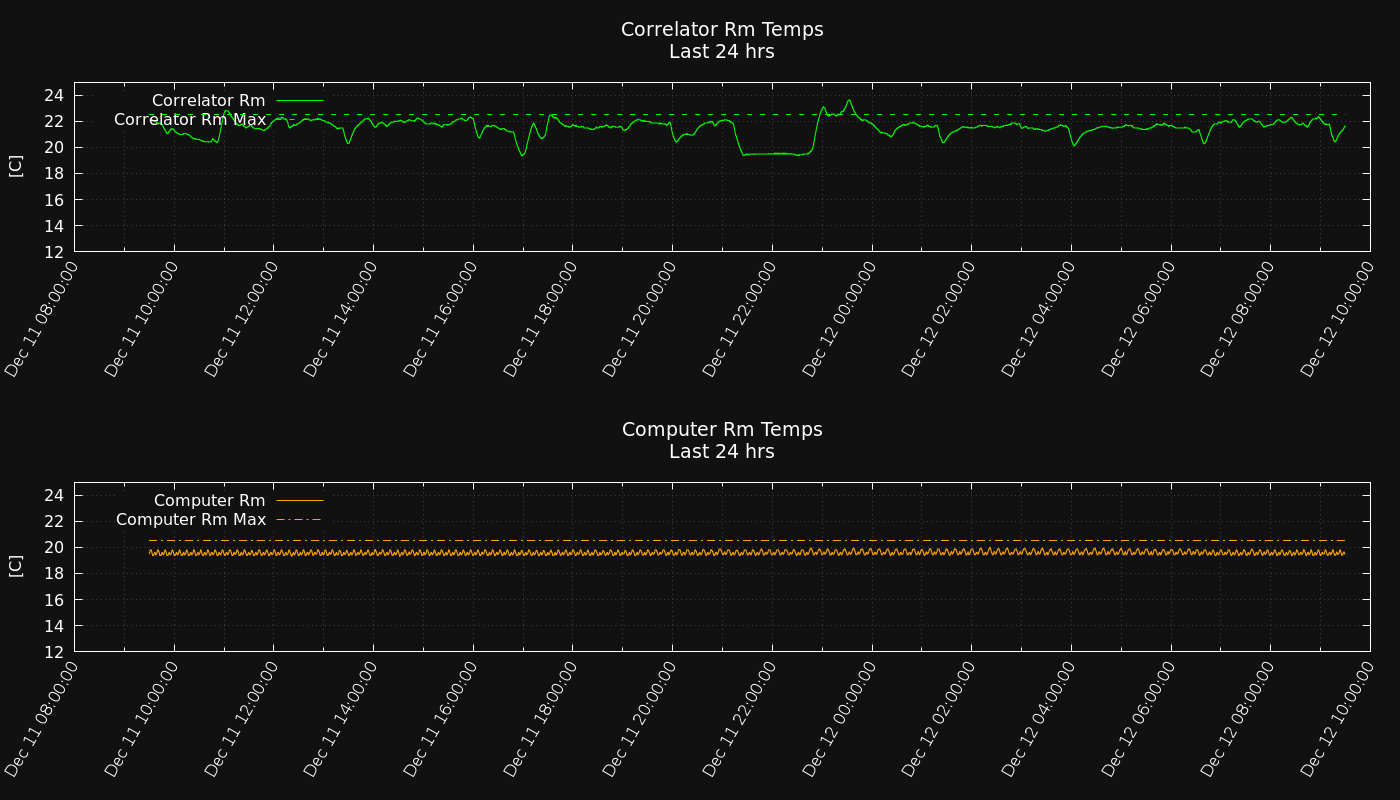 Correlator Rm Temps
Last 24 hrs
Correlator Rm
Correlator Rm Max
[C]
24
22
20
18
16
14
12
Dec 11 08:00:00
Dec 11 10:00:00
Dec 11 12:00:00
Dec 11 14:00:00
Dec 11 16:00:00
Dec 11 18:00:00
Dec 11 20:00:00
Dec 11 22:00:00
Dec 12 00:00:00
Dec 12 02:00:00
Dec 12 04:00:00
Dec 12 06:00:00
Dec 12 08:00:00
Dec 12 10:00:00
Computer Rm Temps
Last 24 hrs
Computer Rm
Computer Rm Max
[C]
24
22
20
18
16
14
12
Dec 11 08:00:00
Dec 11 10:00:00
Dec 11 12:00:00
Dec 11 14:00:00
Dec 11 16:00:00
Dec 11 18:00:00
Dec 11 20:00:00
Dec 11 22:00:00
Dec 12 00:00:00
Dec 12 02:00:00
Dec 12 04:00:00
Dec 12 06:00:00
Dec 12 08:00:00
Dec 12 10:00:00